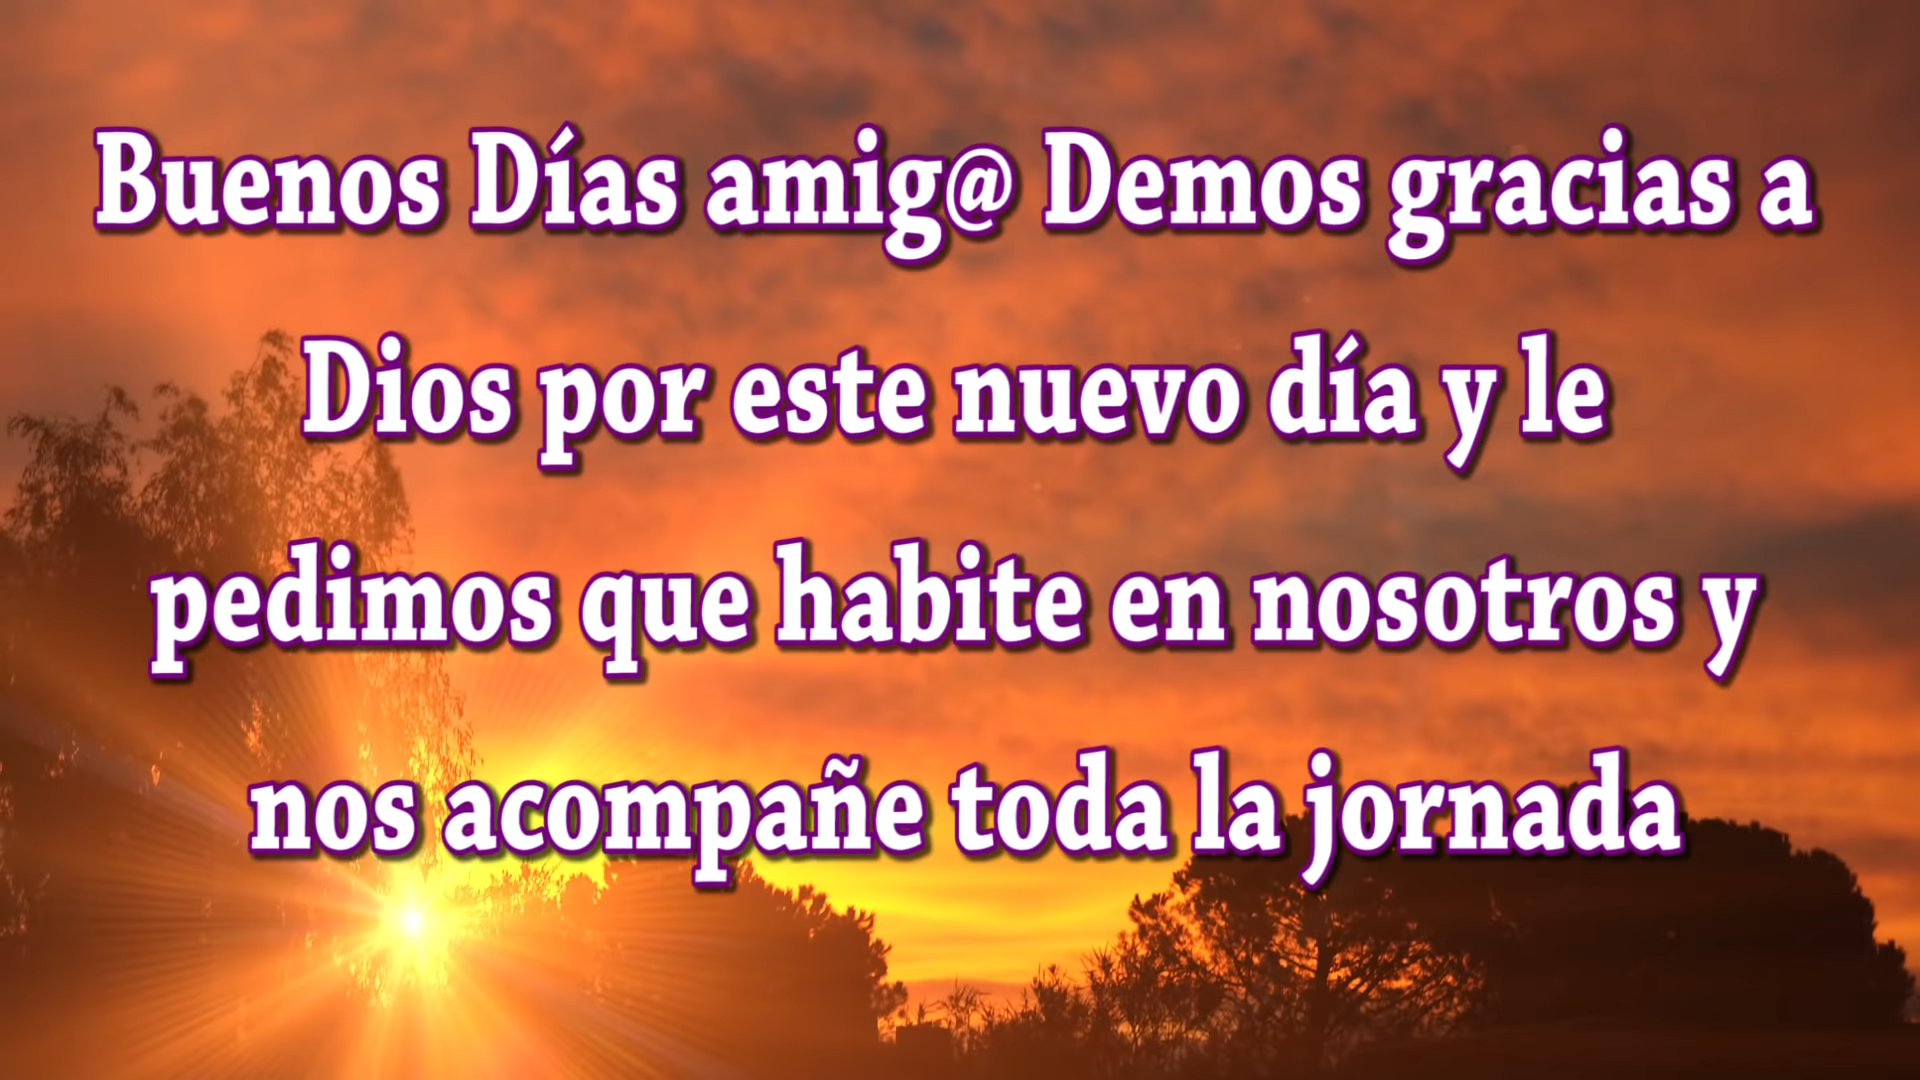 Buenos Días amig@ Demos gracias a
Dios por este nuevo día y le
pedimos que habite en nosotros y
nos acompañe toda la jornada